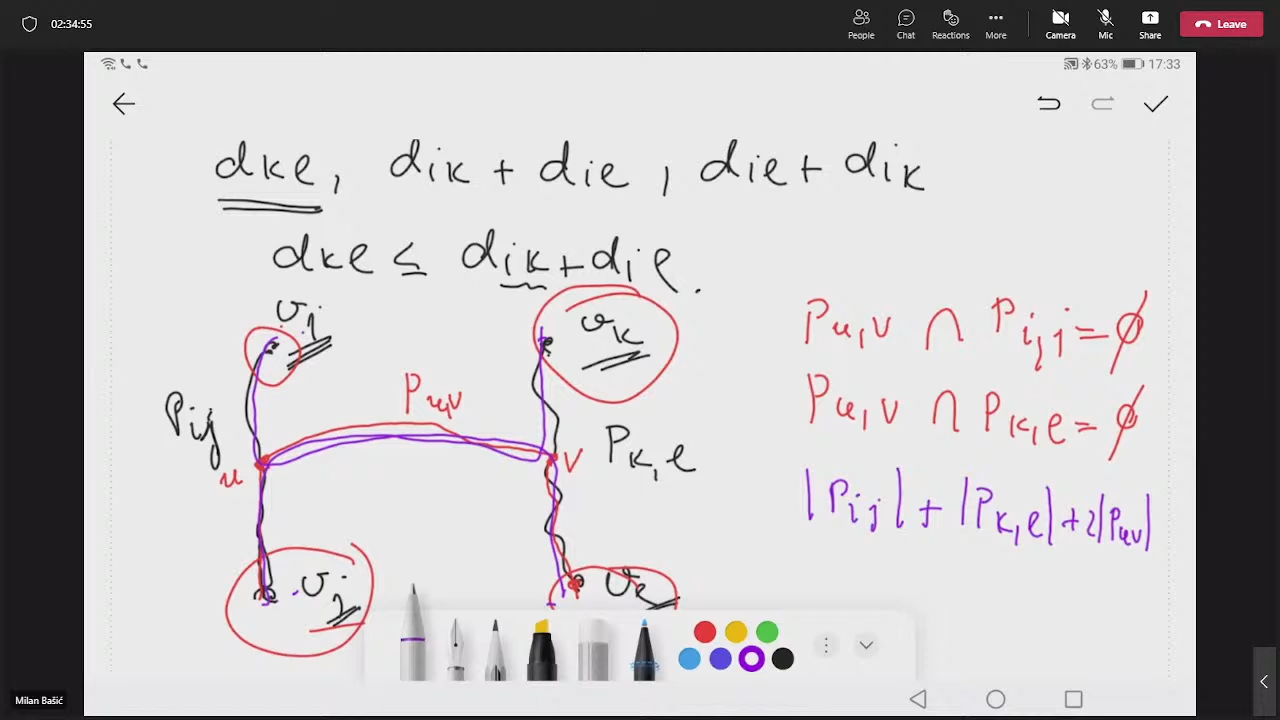 02:34:55
People Chat Reactions More Camera Mic Share Leave
63% 17:33
dke, dik + die, die + dik
dke ≤ dik + die.
vi
vk
Pu,v ∩ Pi,j = ∅
Pu,v
Pij
Pu,v ∩ Pk,e = ∅
u
v
Pk,e
|Pij| + |Pk,e| + 2|Puv|
vj
ve
Milan Bašić